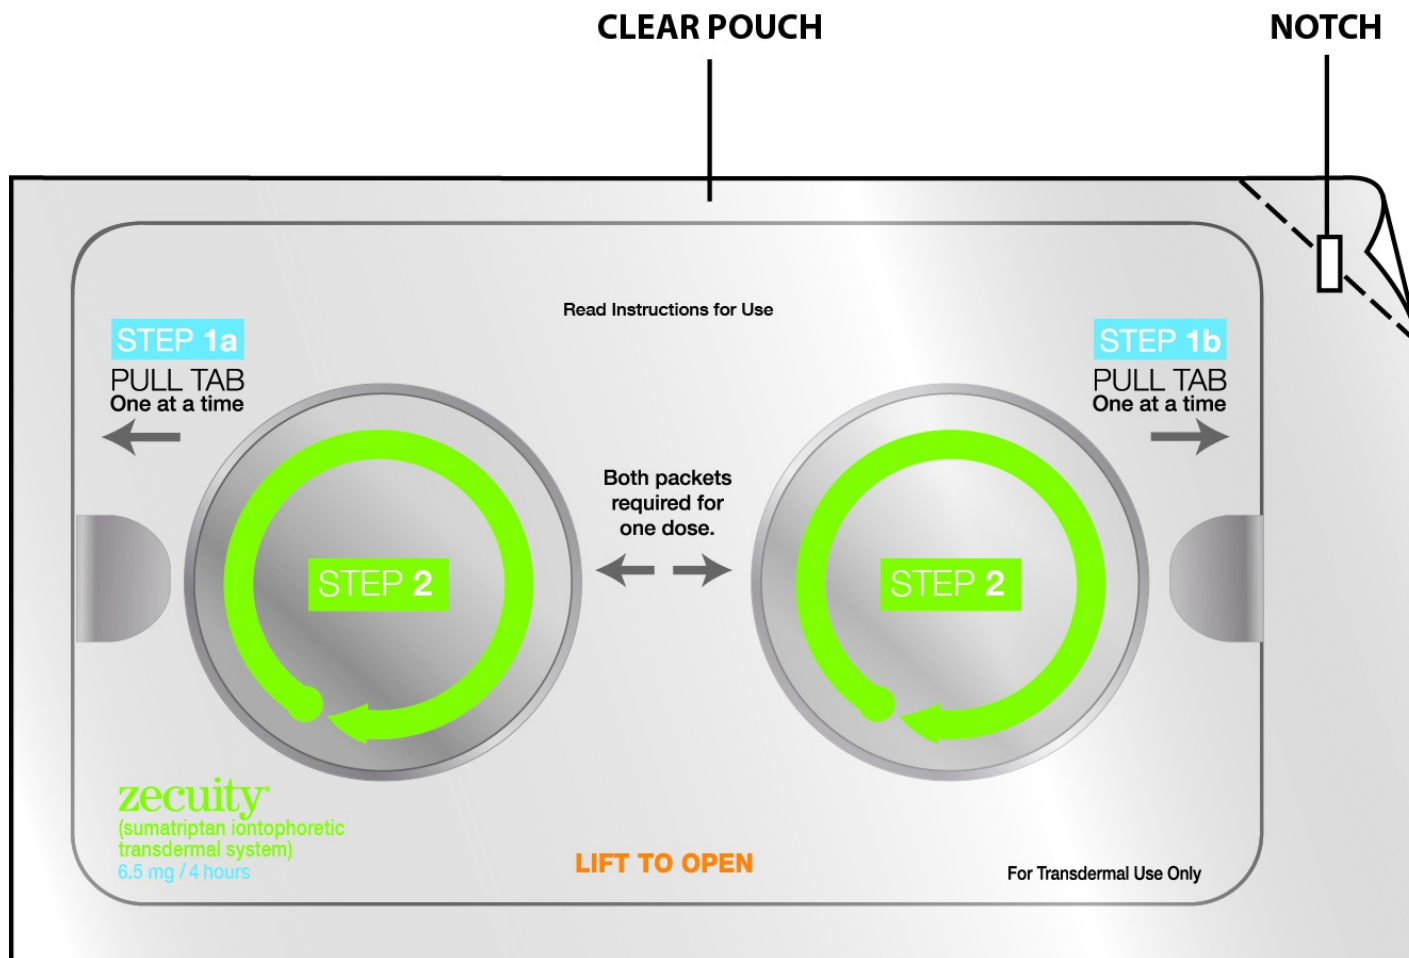 CLEAR POUCH
NOTCH
Read Instructions for Use
STEP 1a
PULL TAB
One at a time
STEP 1b
PULL TAB
One at a time
Both packets
required for
one dose.
STEP 2
STEP 2
zecuity®
(sumatriptan iontophoretic
transdermal system)
6.5 mg / 4 hours
LIFT TO OPEN
For Transdermal Use Only